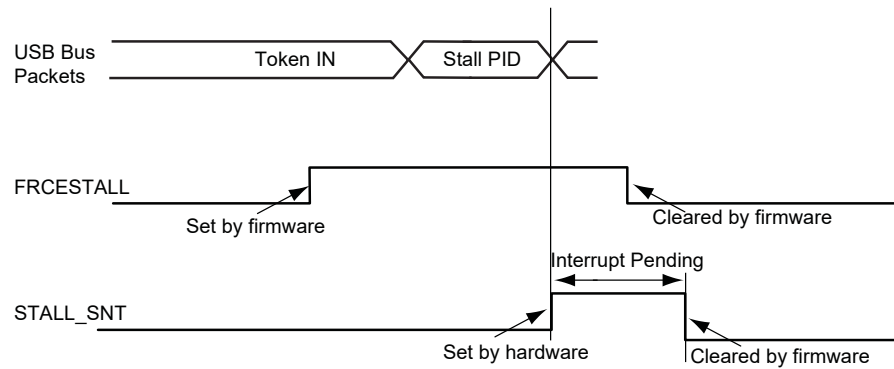 USB Bus
Packets
Token IN
Stall PID
FRCESTALL
Set by firmware
Cleared by firmware
Interrupt Pending
STALL_SNT
Set by hardware
Cleared by firmware